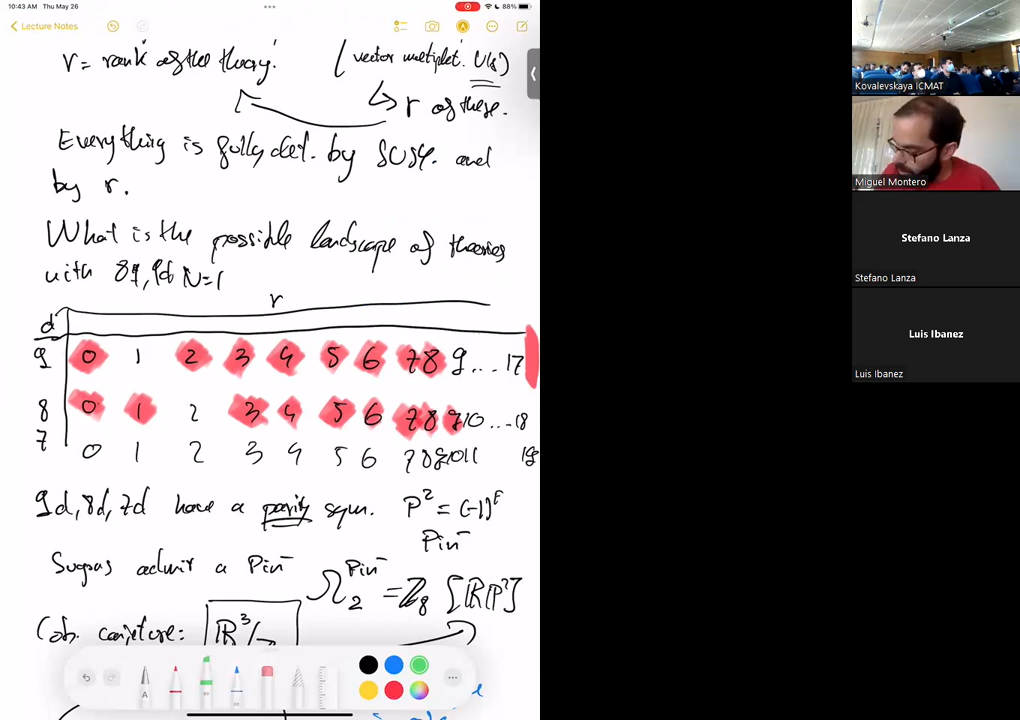 10:43 AM Thu May 26
88%
Lecture Notes
r = rank of the theory. (vector multiplet. U(1))
r of these.
Everything is fully det. by SUSY. and
by r.
What is the possible landscape of theories
with 8d, 9d N=1
r
d
9 0 1 2 3 4 5 6 7 8 9 ... 17
8 0 1 2 3 4 5 6 7 8 9 10 ... 18
7 0 1 2 3 4 5 6 7 8 9 10 11 19
9d, 8d, 7d have a parity sym. P² = (-1)^F
Pin⁻
Sugras admit a Pin⁻ Ω₂^Pin⁻ = ℤ₈ [ℝP²]
Cob. conjecture: ℝ³/
A
Kovalevskaya ICMAT
Miguel Montero
Stefano Lanza
Stefano Lanza
Luis Ibanez
Luis Ibanez